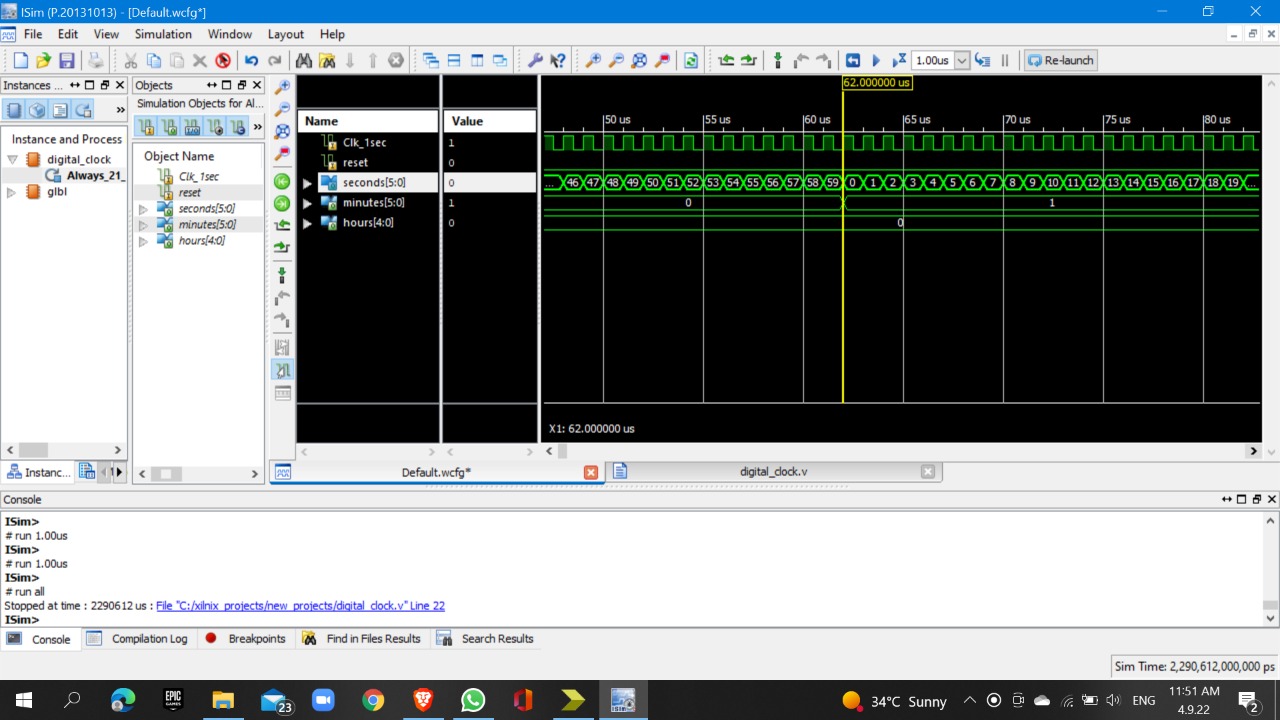 ISim (P.20131013) - [Default.wcfg*]
File Edit View Simulation Window Layout Help
1.00us Re-launch
Instances ...
Instance and Process
digital_clock
Always_21_
glbl
Instanc...
Objects
Simulation Objects for Al...
Object Name
Clk_1sec
reset
seconds[5:0]
minutes[5:0]
hours[4:0]
Name Value
Clk_1sec 1
reset 0
seconds[5:0] 0
minutes[5:0] 1
hours[4:0] 0
62.000000 us
50 us 55 us 60 us 65 us 70 us 75 us 80 us
... 46 47 48 49 50 51 52 53 54 55 56 57 58 59 0 1 2 3 4 5 6 7 8 9 10 11 12 13 14 15 16 17 18 19 ...
0 1
0
X1: 62.000000 us
Default.wcfg* digital_clock.v
Console
ISim>
# run 1.00us
ISim>
# run 1.00us
ISim>
# run all
Stopped at time : 2290612 us : File "C:/xilnix_projects/new_projects/digital_clock.v" Line 22
ISim>
Console Compilation Log Breakpoints Find in Files Results Search Results
Sim Time: 2,290,612,000,000 ps
EPIC GAMES
23
ISim
34°C Sunny
ENG
11:51 AM
4.9.22
2